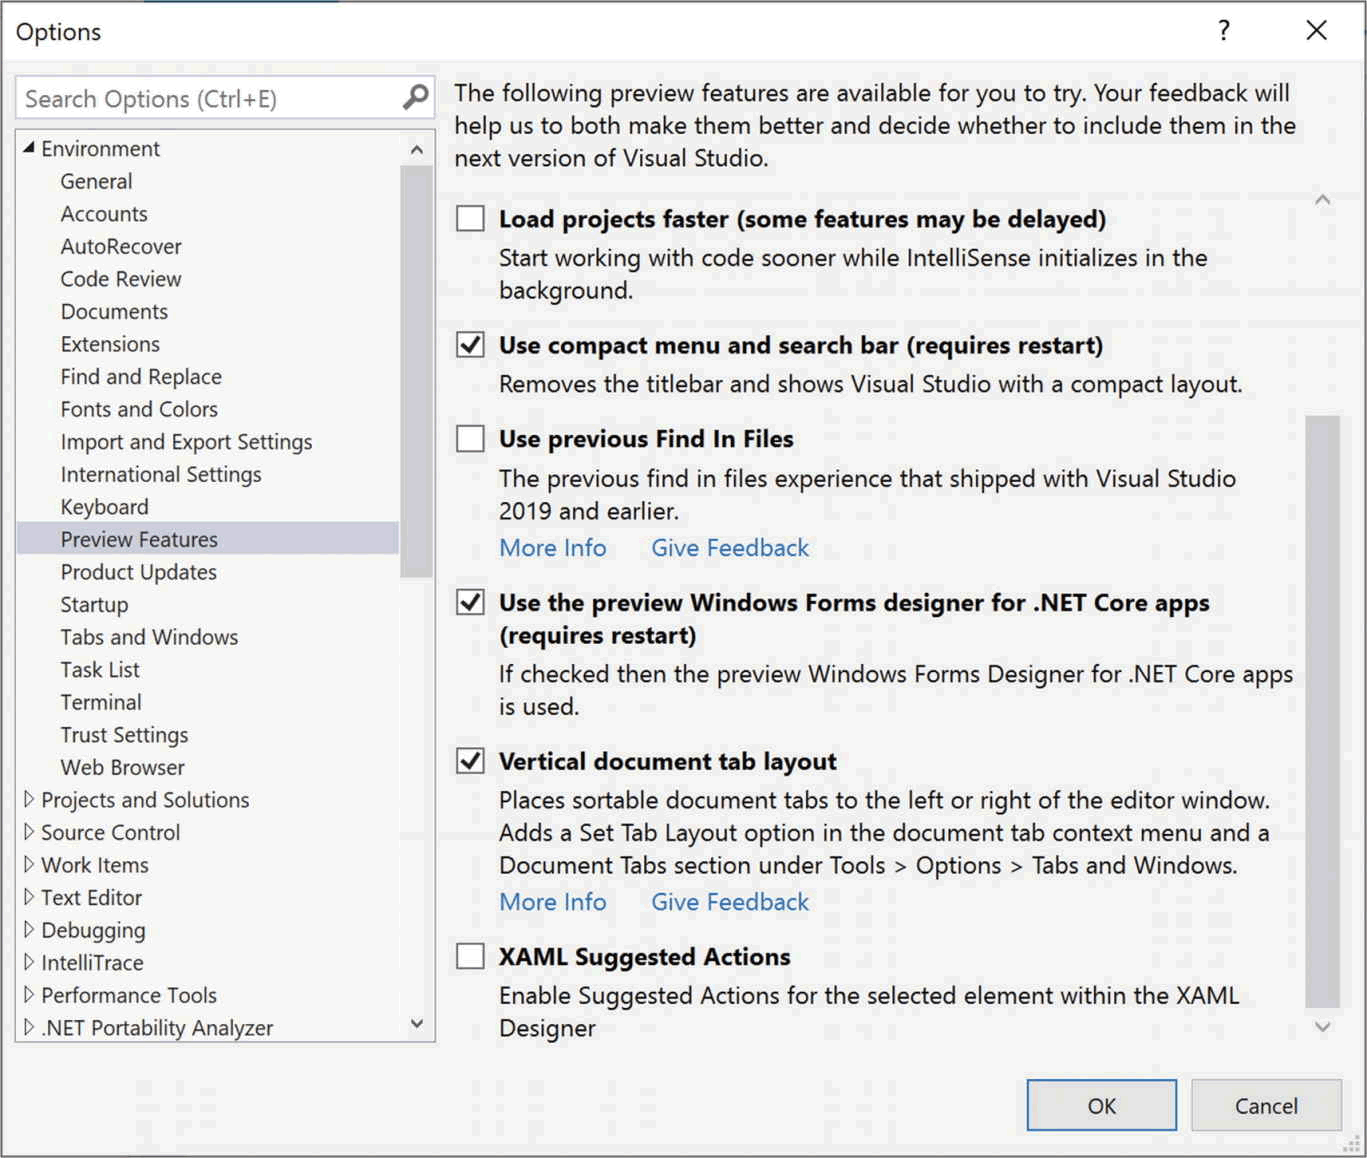 Options
?
Search Options (Ctrl+E)
Environment
General
Accounts
AutoRecover
Code Review
Documents
Extensions
Find and Replace
Fonts and Colors
Import and Export Settings
International Settings
Keyboard
Preview Features
Product Updates
Startup
Tabs and Windows
Task List
Terminal
Trust Settings
Web Browser
Projects and Solutions
Source Control
Work Items
Text Editor
Debugging
IntelliTrace
Performance Tools
.NET Portability Analyzer
The following preview features are available for you to try. Your feedback will
help us to both make them better and decide whether to include them in the
next version of Visual Studio.
Load projects faster (some features may be delayed)
Start working with code sooner while IntelliSense initializes in the
background.
Use compact menu and search bar (requires restart)
Removes the titlebar and shows Visual Studio with a compact layout.
Use previous Find In Files
The previous find in files experience that shipped with Visual Studio
2019 and earlier.
More Info Give Feedback
Use the preview Windows Forms designer for .NET Core apps
(requires restart)
If checked then the preview Windows Forms Designer for .NET Core apps
is used.
Vertical document tab layout
Places sortable document tabs to the left or right of the editor window.
Adds a Set Tab Layout option in the document tab context menu and a
Document Tabs section under Tools > Options > Tabs and Windows.
More Info Give Feedback
XAML Suggested Actions
Enable Suggested Actions for the selected element within the XAML
Designer
OK Cancel